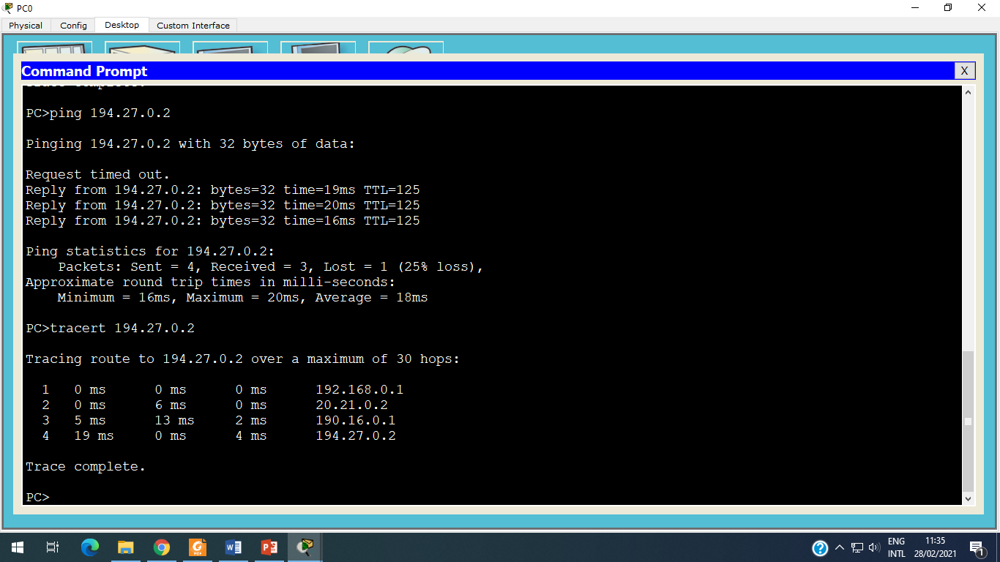 PC0
Physical Config Desktop Custom Interface
Command Prompt X
PC>ping 194.27.0.2
Pinging 194.27.0.2 with 32 bytes of data:
Request timed out.
Reply from 194.27.0.2: bytes=32 time=19ms TTL=125
Reply from 194.27.0.2: bytes=32 time=20ms TTL=125
Reply from 194.27.0.2: bytes=32 time=16ms TTL=125
Ping statistics for 194.27.0.2:
Packets: Sent = 4, Received = 3, Lost = 1 (25% loss),
Approximate round trip times in milli-seconds:
Minimum = 16ms, Maximum = 20ms, Average = 18ms
PC>tracert 194.27.0.2
Tracing route to 194.27.0.2 over a maximum of 30 hops:
1 0 ms 0 ms 0 ms 192.168.0.1
2 0 ms 6 ms 0 ms 20.21.0.2
3 5 ms 13 ms 2 ms 190.16.0.1
4 19 ms 0 ms 4 ms 194.27.0.2
Trace complete.
PC>
ENG 11:35
INTL 28/02/2021 1